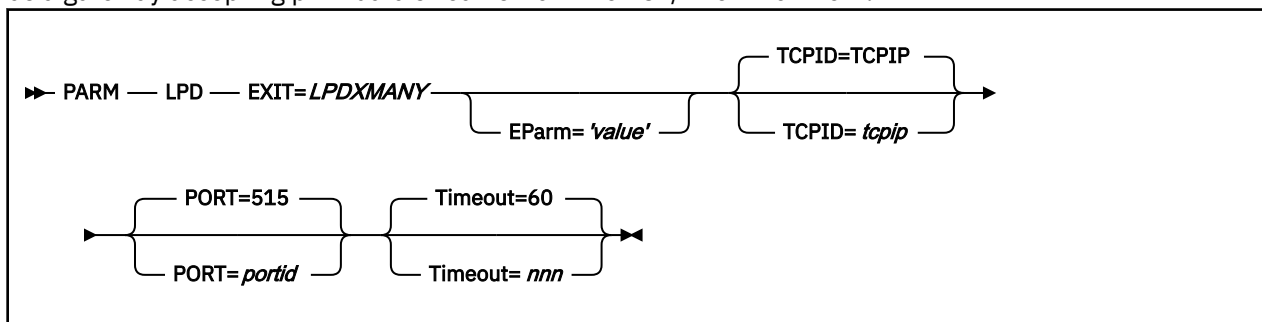 TCPID=TCPIP
PARM LPD EXIT=LPDXMANY
EParm= 'value'
TCPID= tcpip
PORT=515 Timeout=60
PORT= portid Timeout= nnn